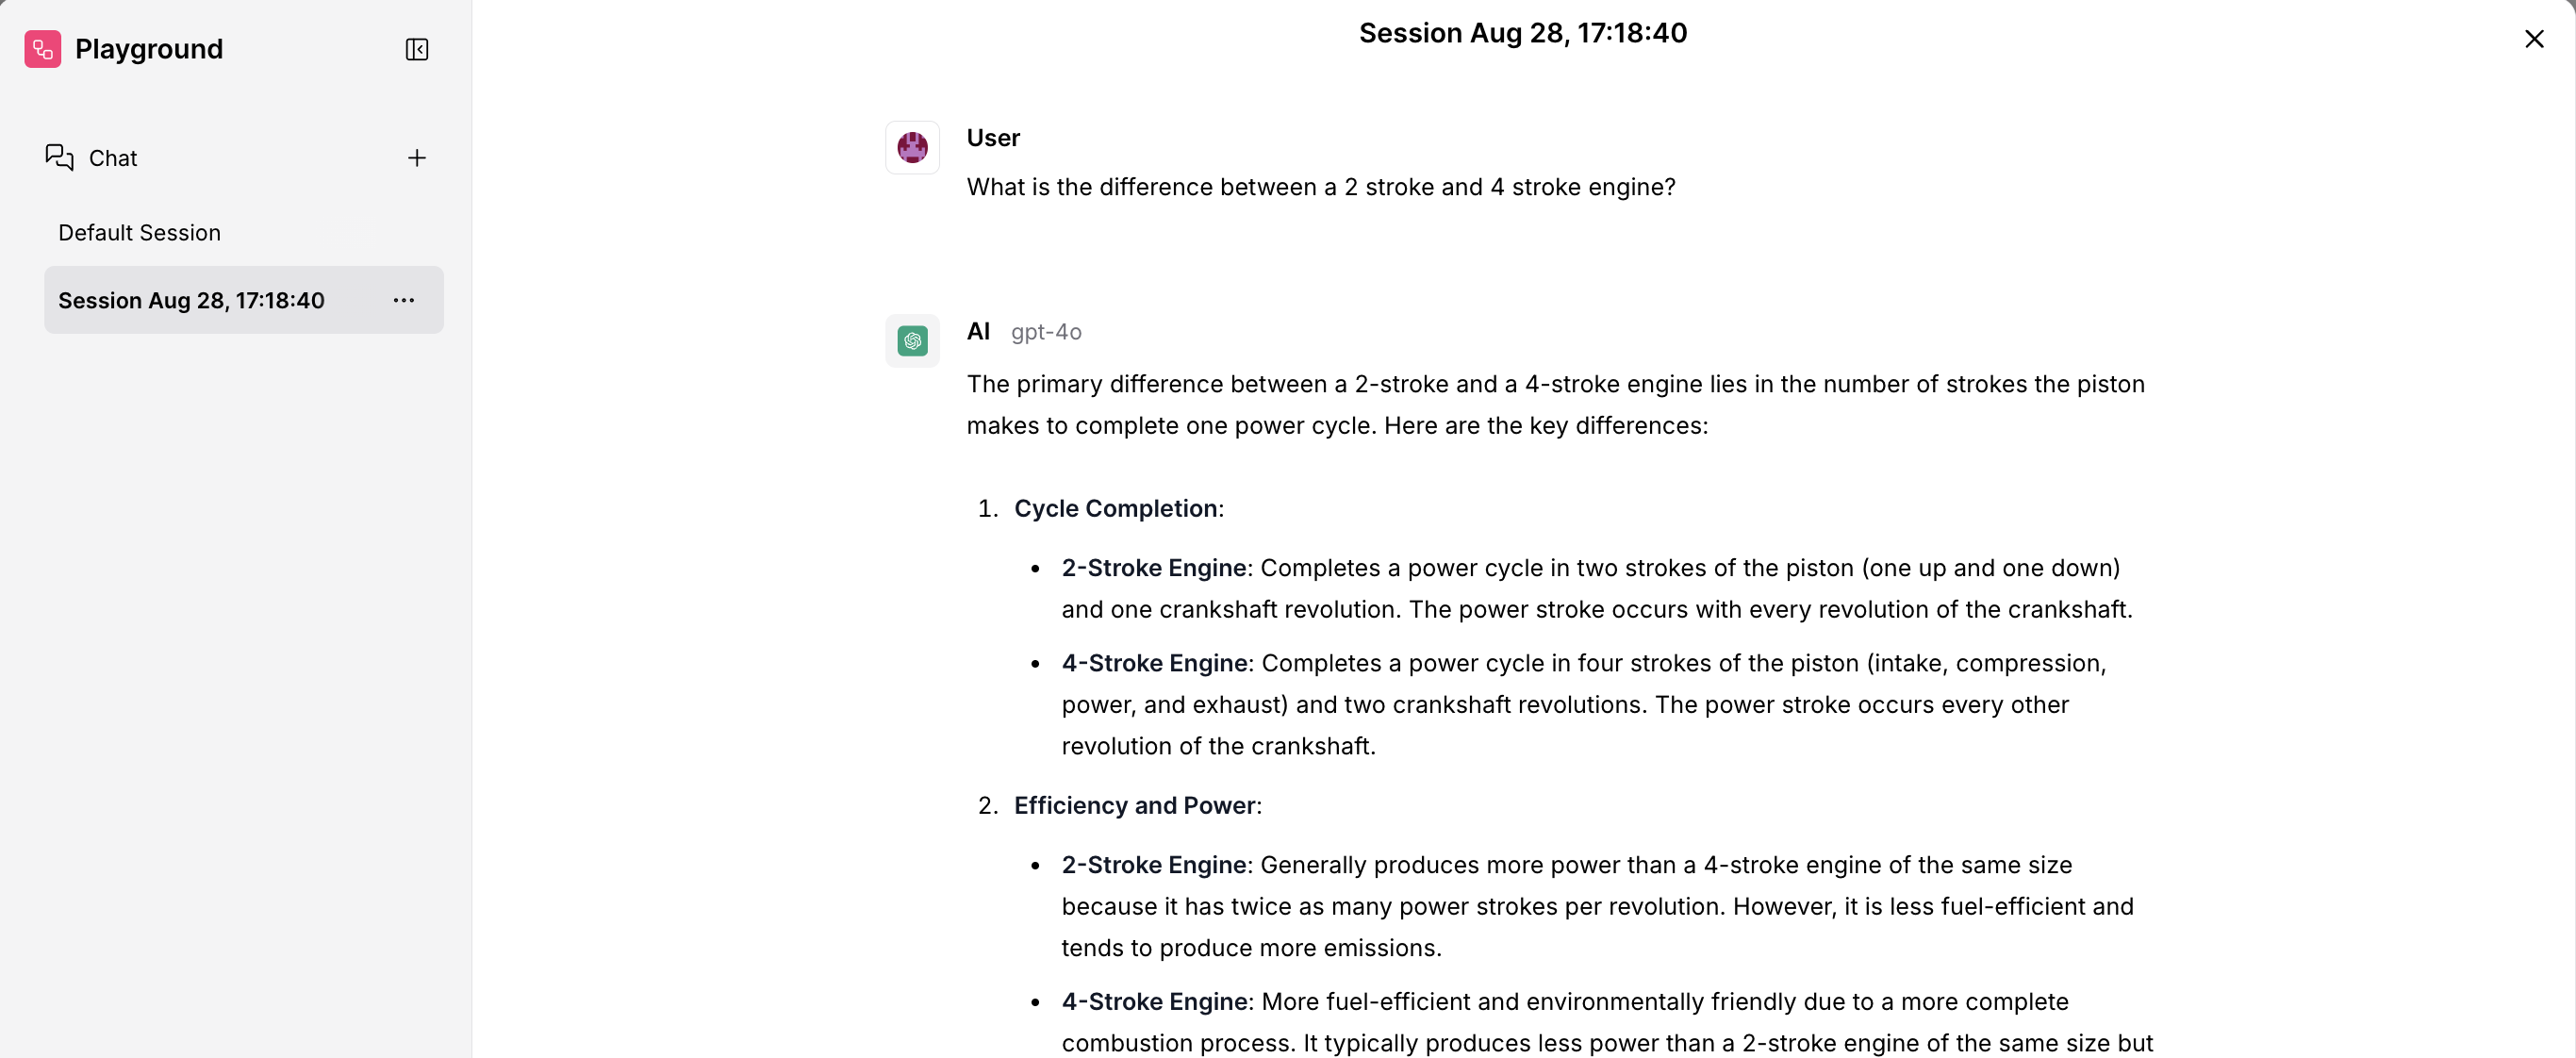 Playground
Chat
Default Session
Session Aug 28, 17:18:40
Session Aug 28, 17:18:40
User
What is the difference between a 2 stroke and 4 stroke engine?
AI gpt-4o
The primary difference between a 2-stroke and a 4-stroke engine lies in the number of strokes the piston
makes to complete one power cycle. Here are the key differences:
1. Cycle Completion:
• 2-Stroke Engine: Completes a power cycle in two strokes of the piston (one up and one down)
and one crankshaft revolution. The power stroke occurs with every revolution of the crankshaft.
• 4-Stroke Engine: Completes a power cycle in four strokes of the piston (intake, compression,
power, and exhaust) and two crankshaft revolutions. The power stroke occurs every other
revolution of the crankshaft.
2. Efficiency and Power:
• 2-Stroke Engine: Generally produces more power than a 4-stroke engine of the same size
because it has twice as many power strokes per revolution. However, it is less fuel-efficient and
tends to produce more emissions.
• 4-Stroke Engine: More fuel-efficient and environmentally friendly due to a more complete
combustion process. It typically produces less power than a 2-stroke engine of the same size but